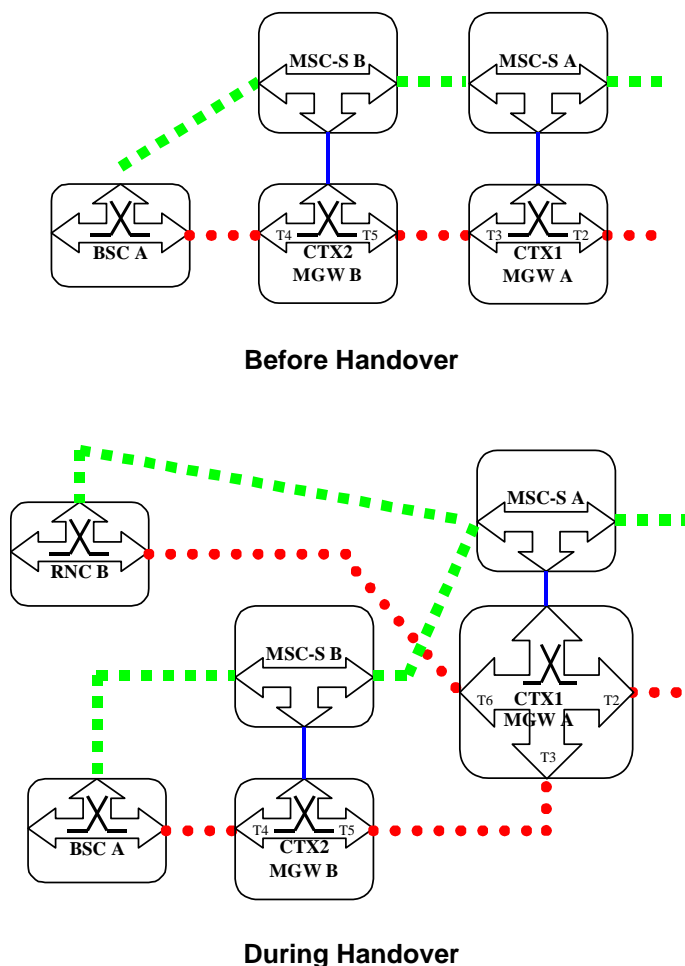 MSC-S B
MSC-S A
T4
T5
T3
T2
BSC A
CTX2
CTX1
MGW B
MGW A
Before Handover
MSC-S A
RNC B
MSC-S B
T6
CTX1
T2
MGW A
T3
T4
T5
BSC A
CTX2
MGW B
During Handover